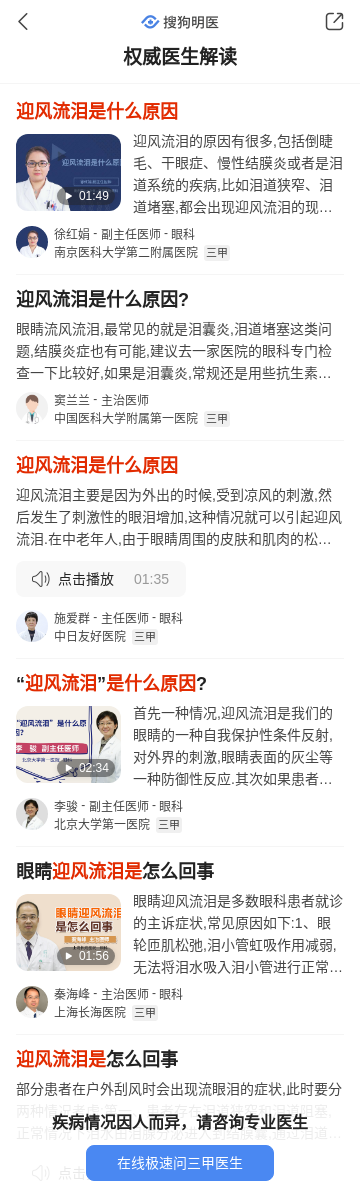 搜狗明医
权威医生解读
迎风流泪是什么原因
迎风流泪的原因有很多,包括倒睫
毛、干眼症、慢性结膜炎或者是泪
道系统的疾病,比如泪道狭窄、泪
道堵塞,都会出现迎风流泪的现…
迎风流泪是什么原因
01:49
徐红娟 - 副主任医师 - 眼科
南京医科大学第二附属医院 三甲
迎风流泪是什么原因?
眼睛流风流泪,最常见的就是泪囊炎,泪道堵塞这类问
题,结膜炎症也有可能,建议去一家医院的眼科专门检
查一下比较好,如果是泪囊炎,常规还是用些抗生素…
窦兰兰 - 主治医师
中国医科大学附属第一医院 三甲
迎风流泪是什么原因
迎风流泪主要是因为外出的时候,受到凉风的刺激,然
后发生了刺激性的眼泪增加,这种情况就可以引起迎风
流泪.在中老年人,由于眼睛周围的皮肤和肌肉的松…
点击播放 01:35
施爱群 - 主任医师 - 眼科
中日友好医院 三甲
“迎风流泪”是什么原因?
首先一种情况,迎风流泪是我们的
眼睛的一种自我保护性条件反射,
对外界的刺激,眼睛表面的灰尘等
一种防御性反应.其次如果患者…
“迎风流泪”是什么原
因?
李 骏 副主任医师
北京大学第一医院
02:34
李骏 - 副主任医师 - 眼科
北京大学第一医院 三甲
眼睛迎风流泪是怎么回事
眼睛迎风流泪是多数眼科患者就诊
的主诉症状,常见原因如下:1、眼
轮匝肌松弛,泪小管虹吸作用减弱,
无法将泪水吸入泪小管进行正常…
眼睛迎风流泪
是怎么回事
秦海峰 主治医师
01:56
秦海峰 - 主治医师 - 眼科
上海长海医院 三甲
迎风流泪是怎么回事
部分患者在户外刮风时会出现流眼泪的症状,此时要分
疾病情况因人而异，请咨询专业医生
在线极速问三甲医生
点击